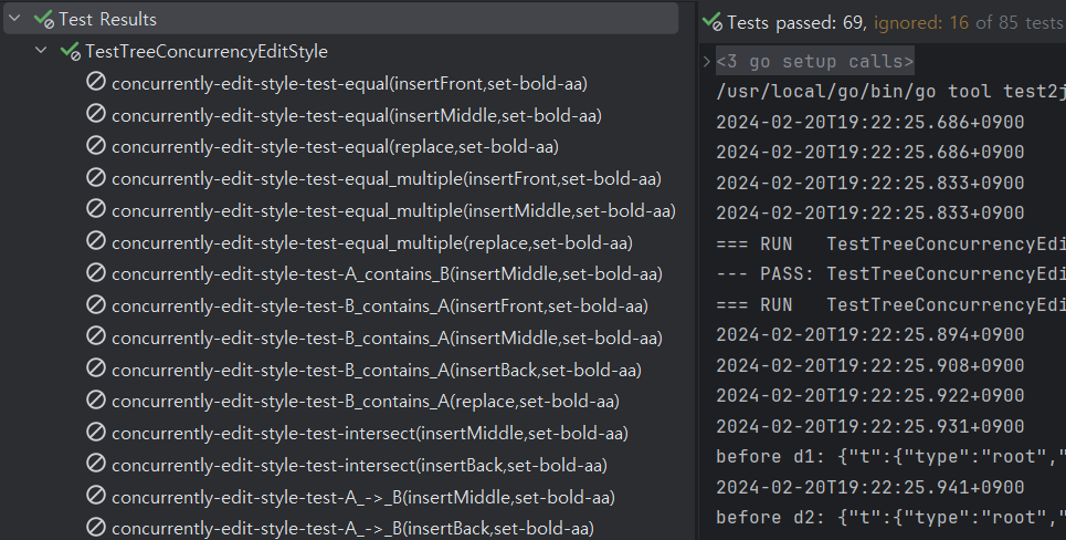 Test Results
TestTreeConcurrencyEditStyle
concurrently-edit-style-test-equal(insertFront,set-bold-aa)
concurrently-edit-style-test-equal(insertMiddle,set-bold-aa)
concurrently-edit-style-test-equal(replace,set-bold-aa)
concurrently-edit-style-test-equal_multiple(insertFront,set-bold-aa)
concurrently-edit-style-test-equal_multiple(insertMiddle,set-bold-aa)
concurrently-edit-style-test-equal_multiple(replace,set-bold-aa)
concurrently-edit-style-test-A_contains_B(insertMiddle,set-bold-aa)
concurrently-edit-style-test-B_contains_A(insertFront,set-bold-aa)
concurrently-edit-style-test-B_contains_A(insertMiddle,set-bold-aa)
concurrently-edit-style-test-B_contains_A(insertBack,set-bold-aa)
concurrently-edit-style-test-B_contains_A(replace,set-bold-aa)
concurrently-edit-style-test-intersect(insertMiddle,set-bold-aa)
concurrently-edit-style-test-intersect(insertBack,set-bold-aa)
concurrently-edit-style-test-A_->_B(insertMiddle,set-bold-aa)
concurrently-edit-style-test-A_->_B(insertBack,set-bold-aa)
Tests passed: 69, ignored: 16 of 85 tests
<3 go setup calls>
/usr/local/go/bin/go tool test2j
2024-02-20T19:22:25.686+0900
2024-02-20T19:22:25.686+0900
2024-02-20T19:22:25.833+0900
2024-02-20T19:22:25.833+0900
=== RUN   TestTreeConcurrencyEdi
--- PASS: TestTreeConcurrencyEdi
=== RUN   TestTreeConcurrencyEdi
2024-02-20T19:22:25.894+0900
2024-02-20T19:22:25.908+0900
2024-02-20T19:22:25.922+0900
2024-02-20T19:22:25.931+0900
before d1: {"t":{"type":"root","
2024-02-20T19:22:25.941+0900
before d2: {"t":{"type":"root","